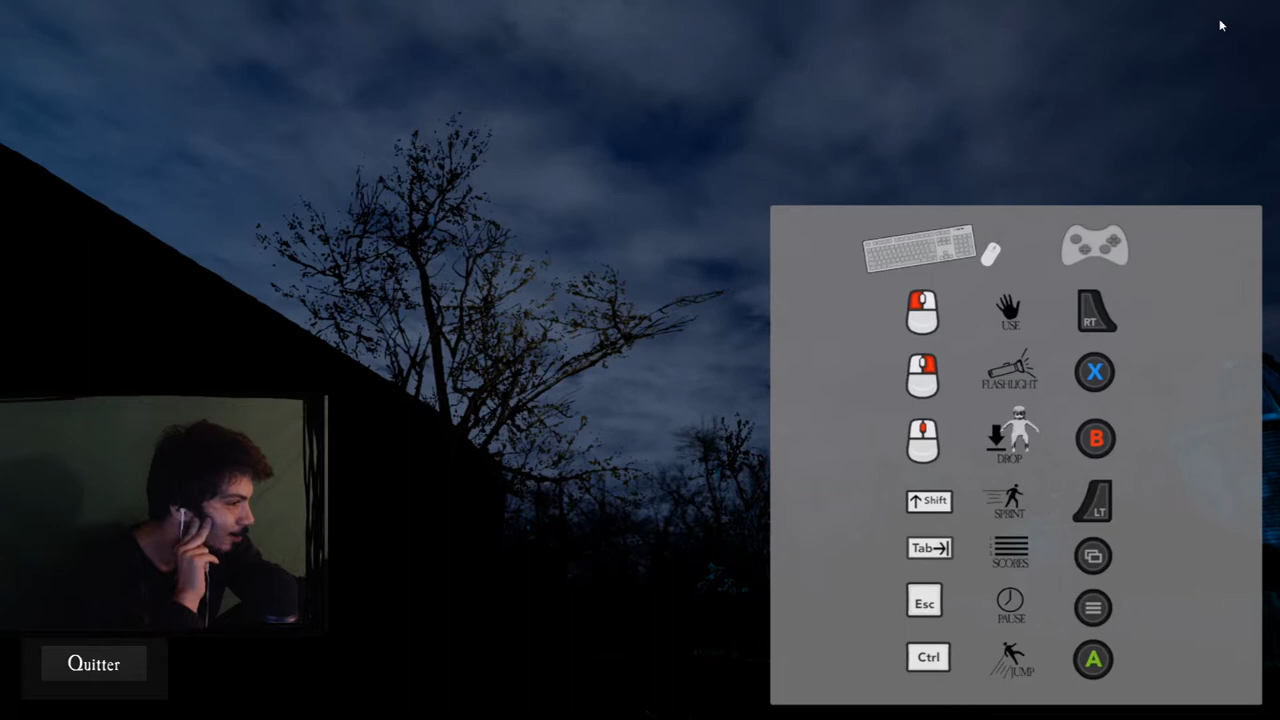 USE
RT
FLASHLIGHT
X
DROP
B
Shift
SPRINT
LT
Tab
SCORES
Esc
PAUSE
Ctrl
JUMP
A
Quitter